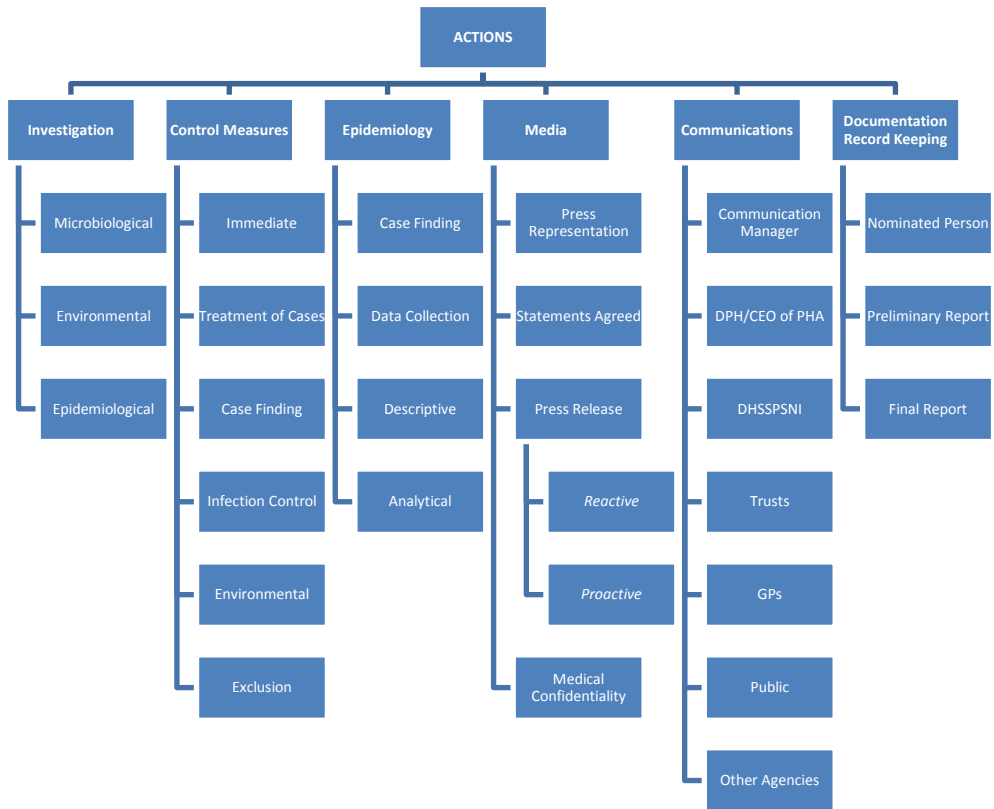 ACTIONS
Investigation
Control Measures
Epidemiology
Media
Communications
Documentation
Record Keeping
Microbiological
Environmental
Epidemiological
Immediate
Treatment of Cases
Case Finding
Infection Control
Environmental
Exclusion
Case Finding
Data Collection
Descriptive
Analytical
Press
Representation
Statements Agreed
Press Release
Reactive
Proactive
Medical
Confidentiality
Communication
Manager
DPH/CEO of PHA
DHSSPSNI
Trusts
GPs
Public
Other Agencies
Nominated Person
Preliminary Report
Final Report